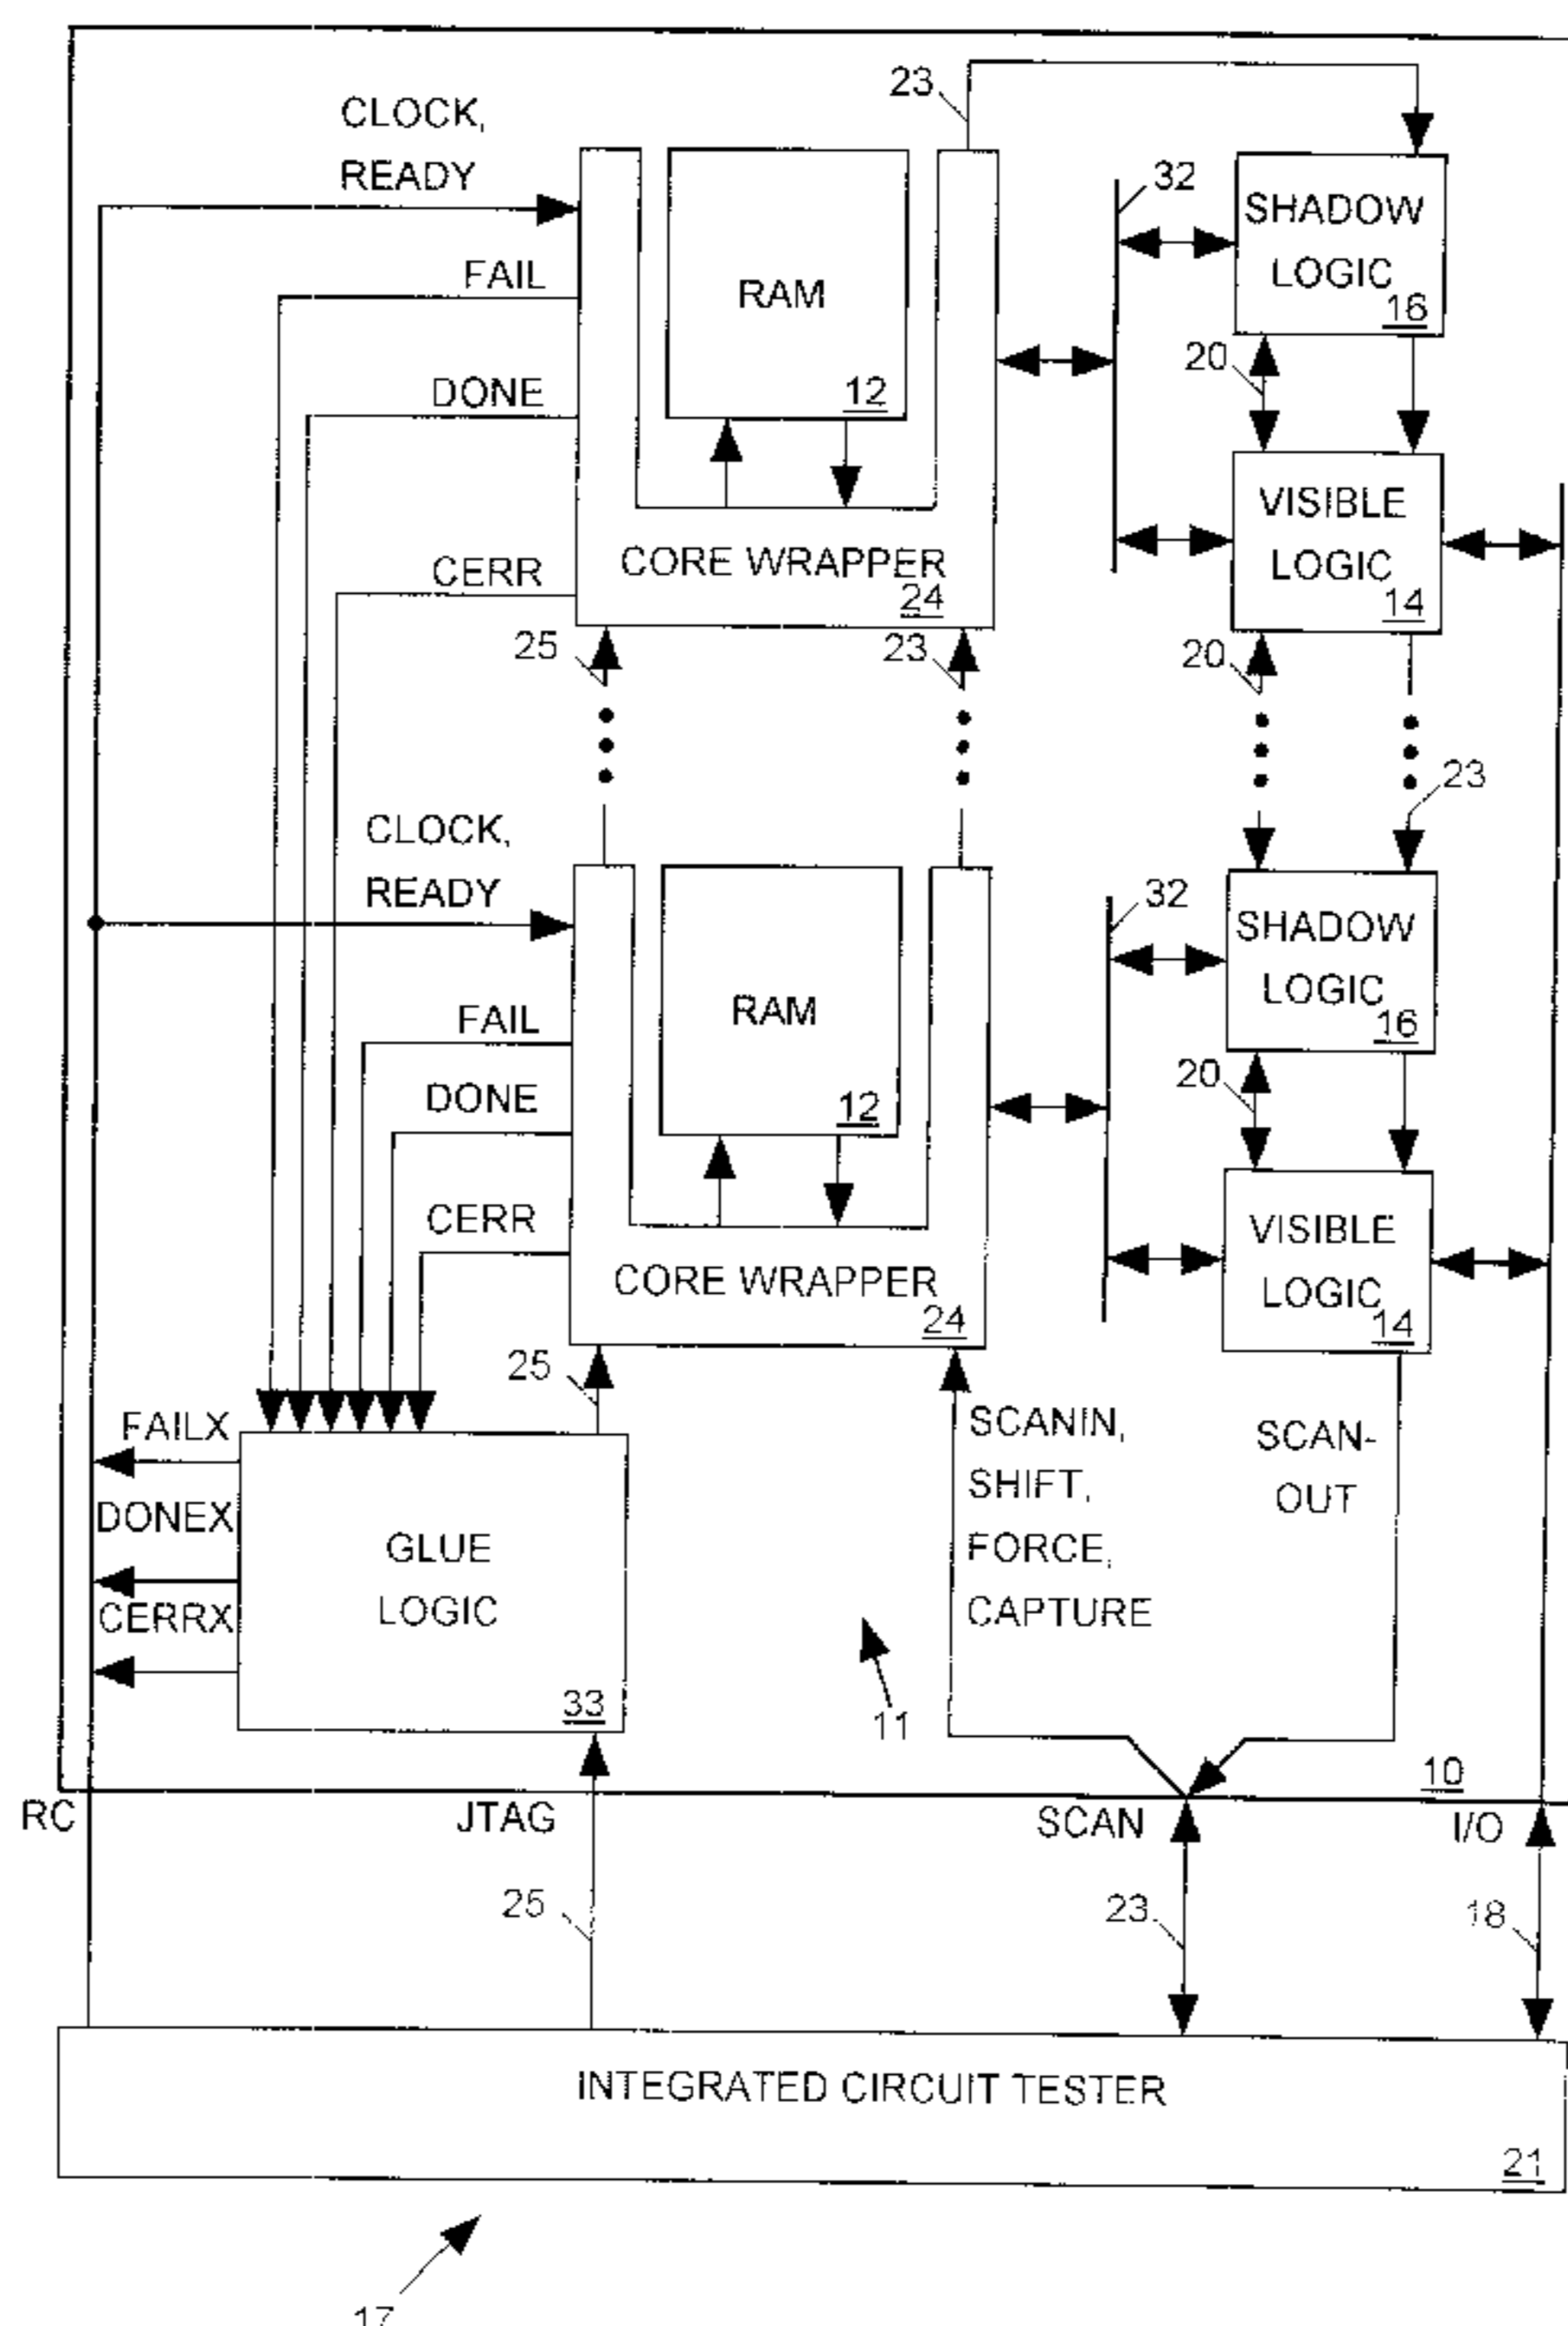 23
CLOCK,
READY
32
SHADOW
LOGIC
16
FAIL
RAM
20
DONE
12
VISIBLE
LOGIC
14
CERR
CORE WRAPPER
24
25
23
20
23
CLOCK,
READY
32
SHADOW
LOGIC
16
FAIL
RAM
20
DONE
12
VISIBLE
LOGIC
14
CERR
CORE WRAPPER
24
25
FAILX
SCANIN,
SHIFT,
FORCE,
CAPTURE
SCAN-
OUT
DONEX
GLUE
LOGIC
CERRX
33
11
10
RC
JTAG
SCAN
I/O
25
23
18
INTEGRATED CIRCUIT TESTER
21
17